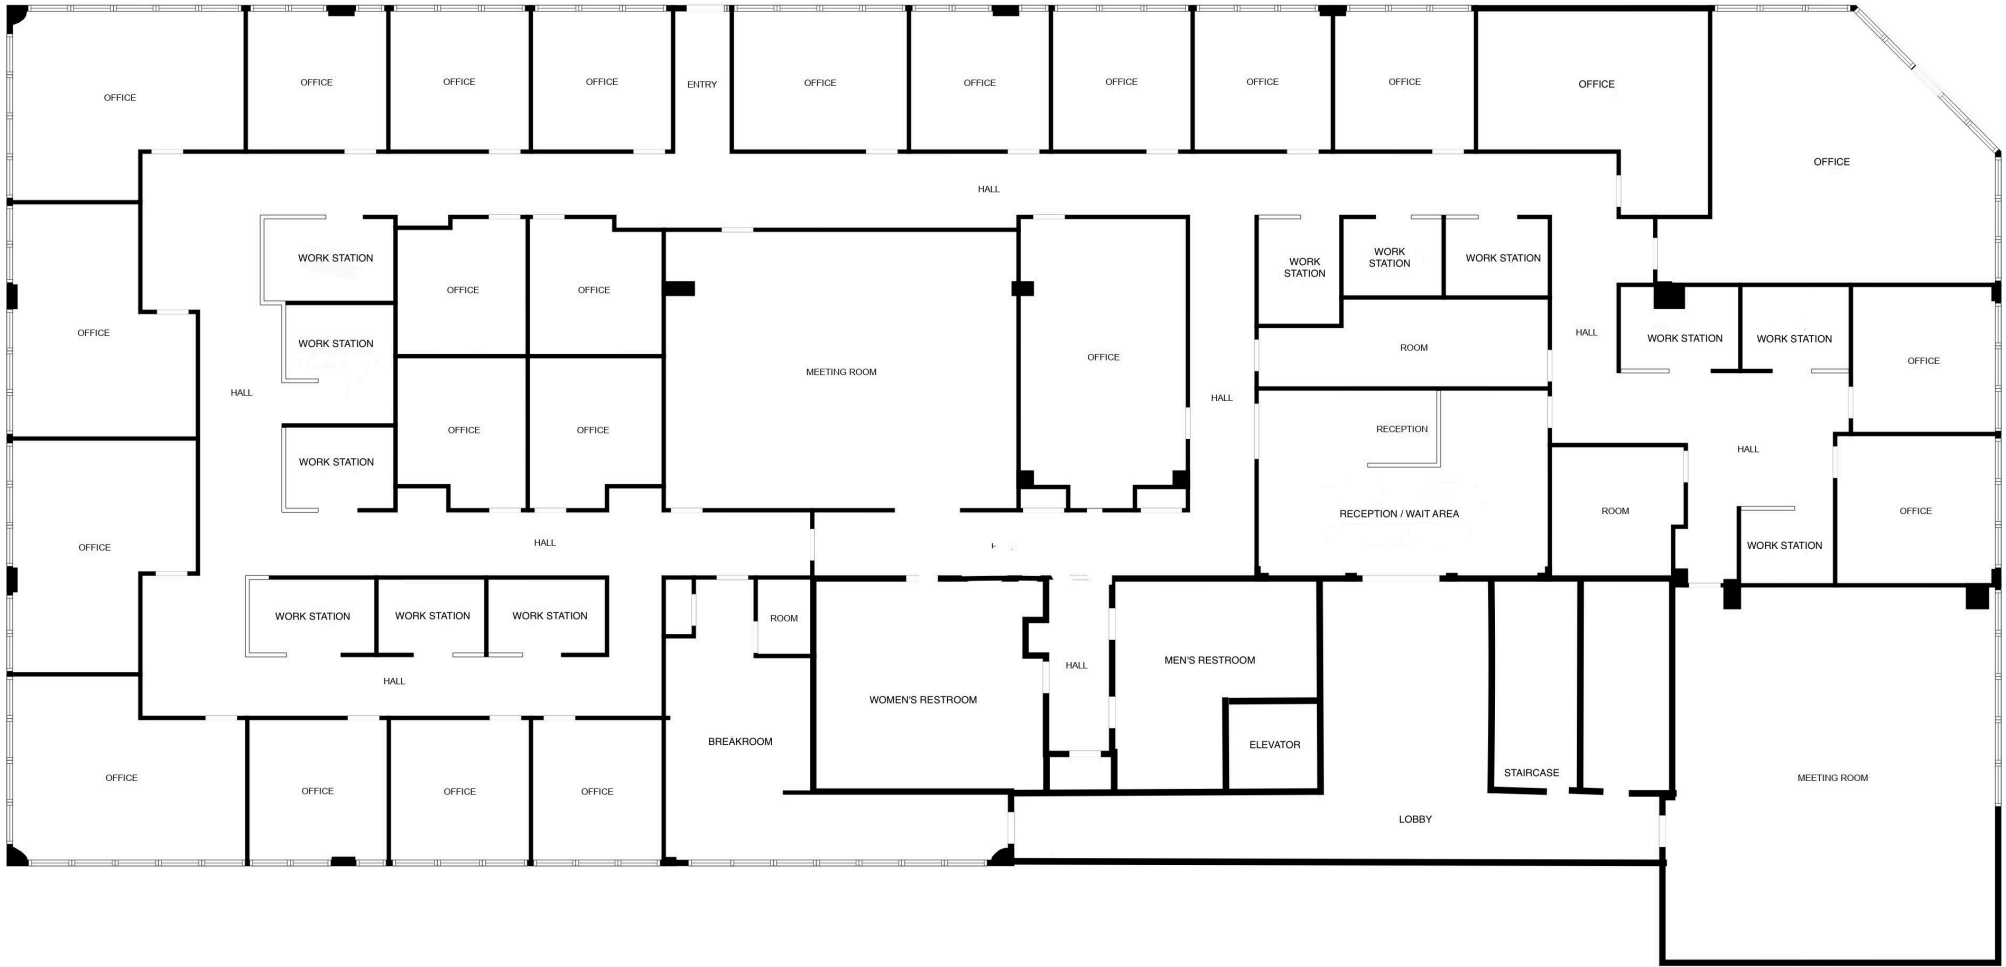 OFFICE
OFFICE
OFFICE
OFFICE
ENTRY
OFFICE
OFFICE
OFFICE
OFFICE
OFFICE
OFFICE
OFFICE
HALL
WORK STATION
OFFICE
OFFICE
WORK
STATION
WORK
STATION
WORK STATION
OFFICE
WORK STATION
MEETING ROOM
OFFICE
ROOM
HALL
WORK STATION
WORK STATION
OFFICE
HALL
HALL
WORK STATION
OFFICE
OFFICE
RECEPTION
HALL
RECEPTION / WAIT AREA
ROOM
OFFICE
OFFICE
HALL
WORK STATION
WORK STATION
WORK STATION
WORK STATION
ROOM
HALL
MEN'S RESTROOM
HALL
WOMEN'S RESTROOM
BREAKROOM
ELEVATOR
STAIRCASE
MEETING ROOM
OFFICE
OFFICE
OFFICE
OFFICE
LOBBY